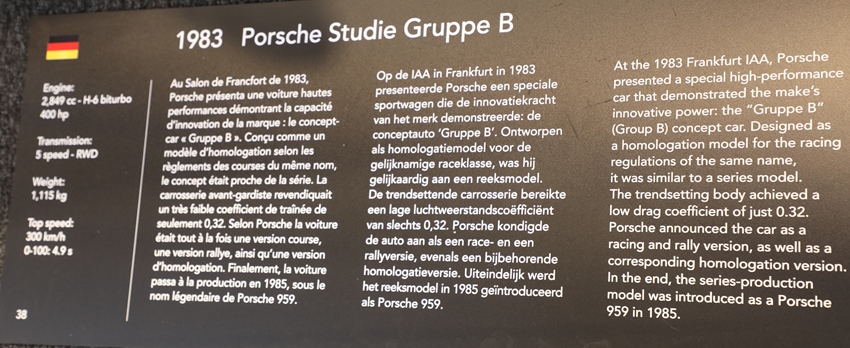 1983 Porsche Studie Gruppe B
Engine:
2,849 cc - H-6 biturbo
400 hp
Transmission:
5 speed - RWD
Weight:
1,115 kg
Top speed:
300 km/h
0-100: 4.9 s
38
Au Salon de Francfort de 1983,
Porsche présenta une voiture hautes
performances démontrant la capacité
d'innovation de la marque : le concept-
car « Gruppe B ». Conçu comme un
modèle d'homologation selon les
règlements des courses du même nom,
le concept était proche de la série. La
carrosserie avant-gardiste revendiquait
un très faible coefficient de traînée de
seulement 0,32. Selon Porsche la voiture
était tout à la fois une version course,
une version rallye, ainsi qu'une version
d'homologation. Finalement, la voiture
passa à la production en 1985, sous le
nom légendaire de Porsche 959.
Op de IAA in Frankfurt in 1983
presenteerde Porsche een speciale
sportwagen die de innovatiekracht
van het merk demonstreerde: de
conceptauto 'Gruppe B'. Ontworpen
als homologatiemodel voor de
gelijknamige raceklasse, was hij
gelijkaardig aan een reeksmodel.
De trendsettende carrosserie bereikte
een lage luchtweerstandscoëfficiënt
van slechts 0,32. Porsche kondigde
de auto aan als een race- en een
rallyversie, evenals een bijbehorende
homologatieversie. Uiteindelijk werd
het reeksmodel in 1985 geïntroduceerd
als Porsche 959.
At the 1983 Frankfurt IAA, Porsche
presented a special high-performance
car that demonstrated the make's
innovative power: the "Gruppe B"
(Group B) concept car. Designed as
a homologation model for the racing
regulations of the same name,
it was similar to a series model.
The trendsetting body achieved a
low drag coefficient of just 0.32.
Porsche announced the car as a
racing and rally version, as well as a
corresponding homologation version.
In the end, the series-production
model was introduced as a Porsche
959 in 1985.